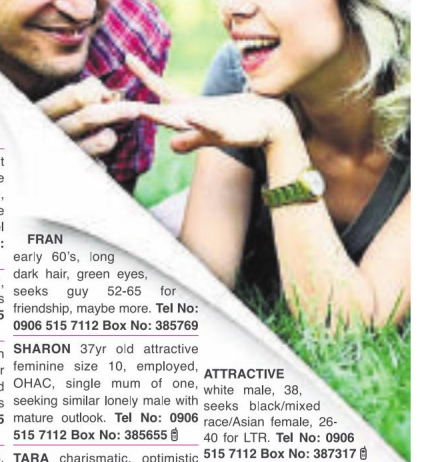 FRAN
early 60's, long
dark hair, green eyes,
seeks guy 52-65 for
friendship, maybe more. Tel No:
0906 515 7112 Box No: 385769
SHARON 37yr old attractive
feminine size 10, employed,
OHAC, single mum of one,
seeking similar lonely male with
mature outlook. Tel No: 0906
515 7112 Box No: 385655
TARA charismatic, optimistic
ATTRACTIVE
white male, 38,
seeks black/mixed
race/Asian female, 26-
40 for LTR. Tel No: 0906
515 7112 Box No: 387317